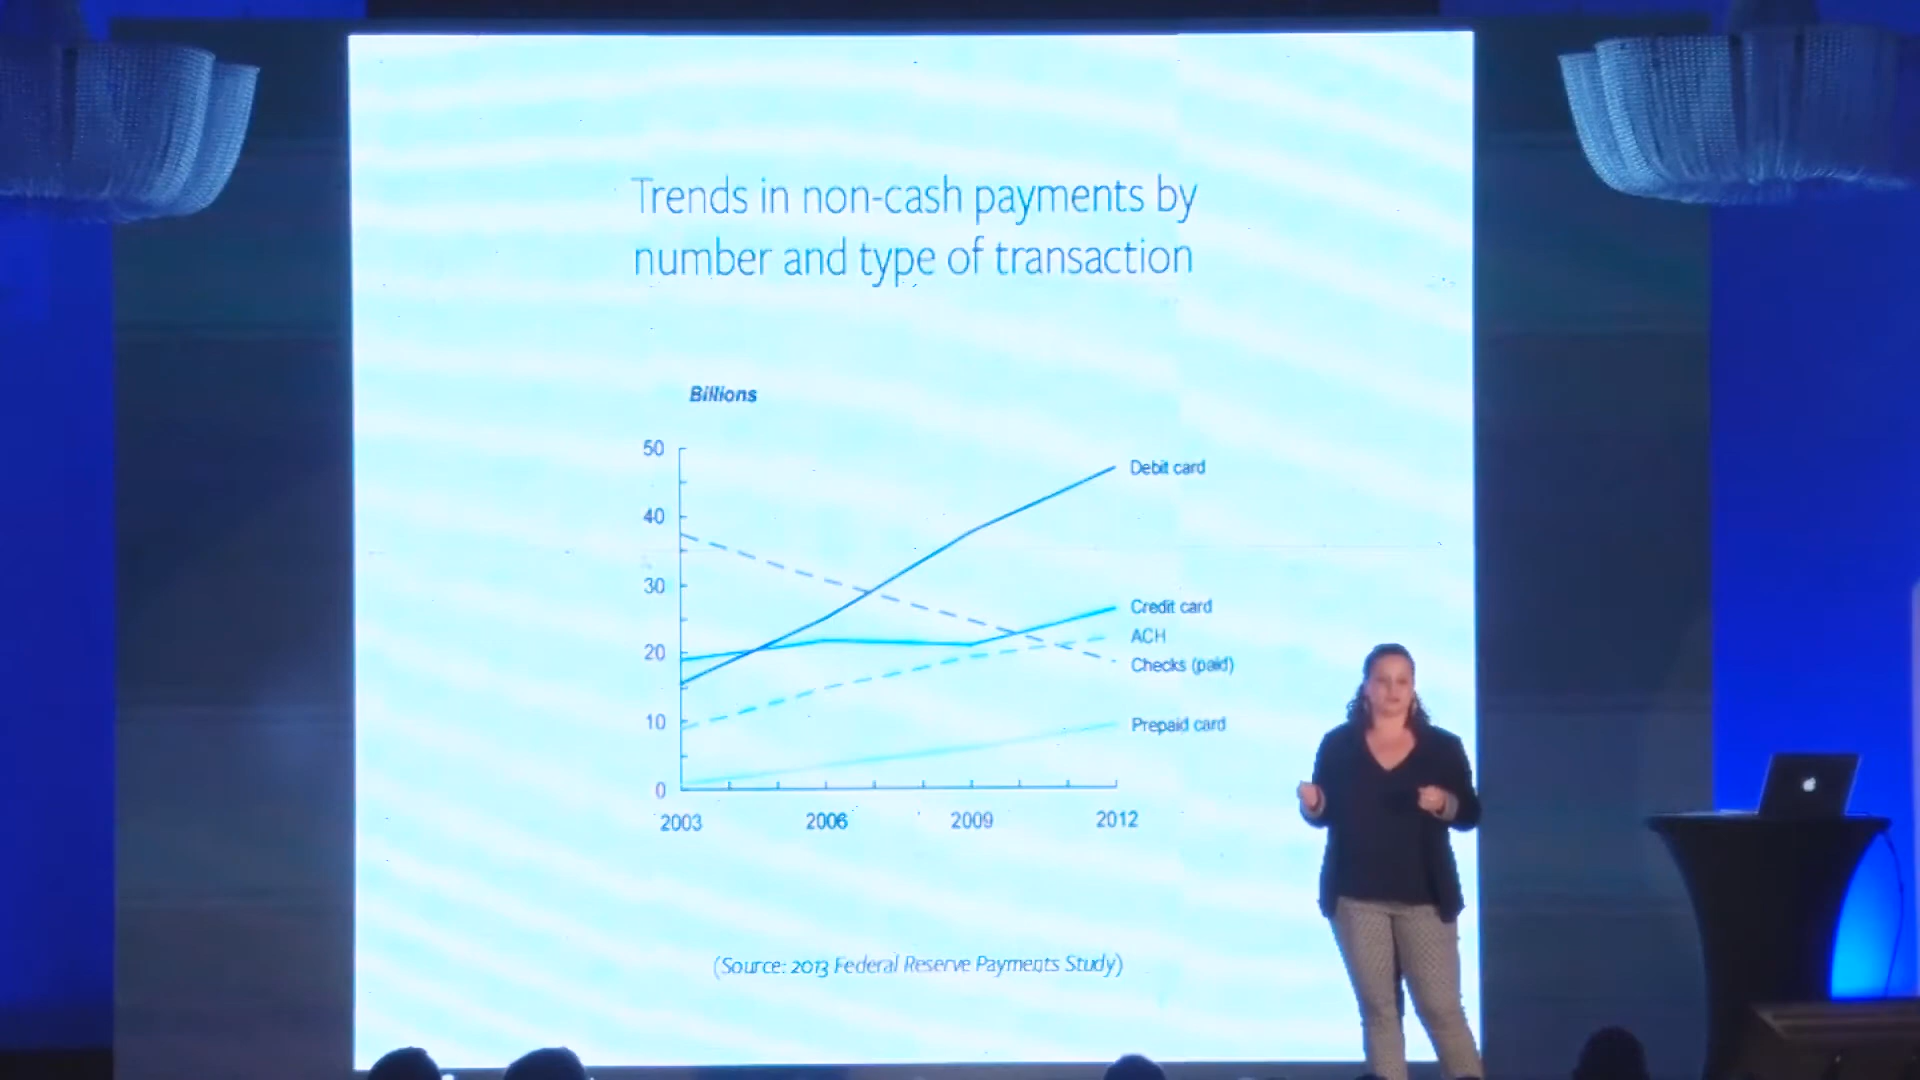 Trends in non-cash payments by
number and type of transaction
Billions
50
Debit card
40
30
Credit card
ACH
20
Checks (paid)
10
Prepaid card
0
2003 2006 2009 2012
(Source: 2013 Federal Reserve Payments Study)